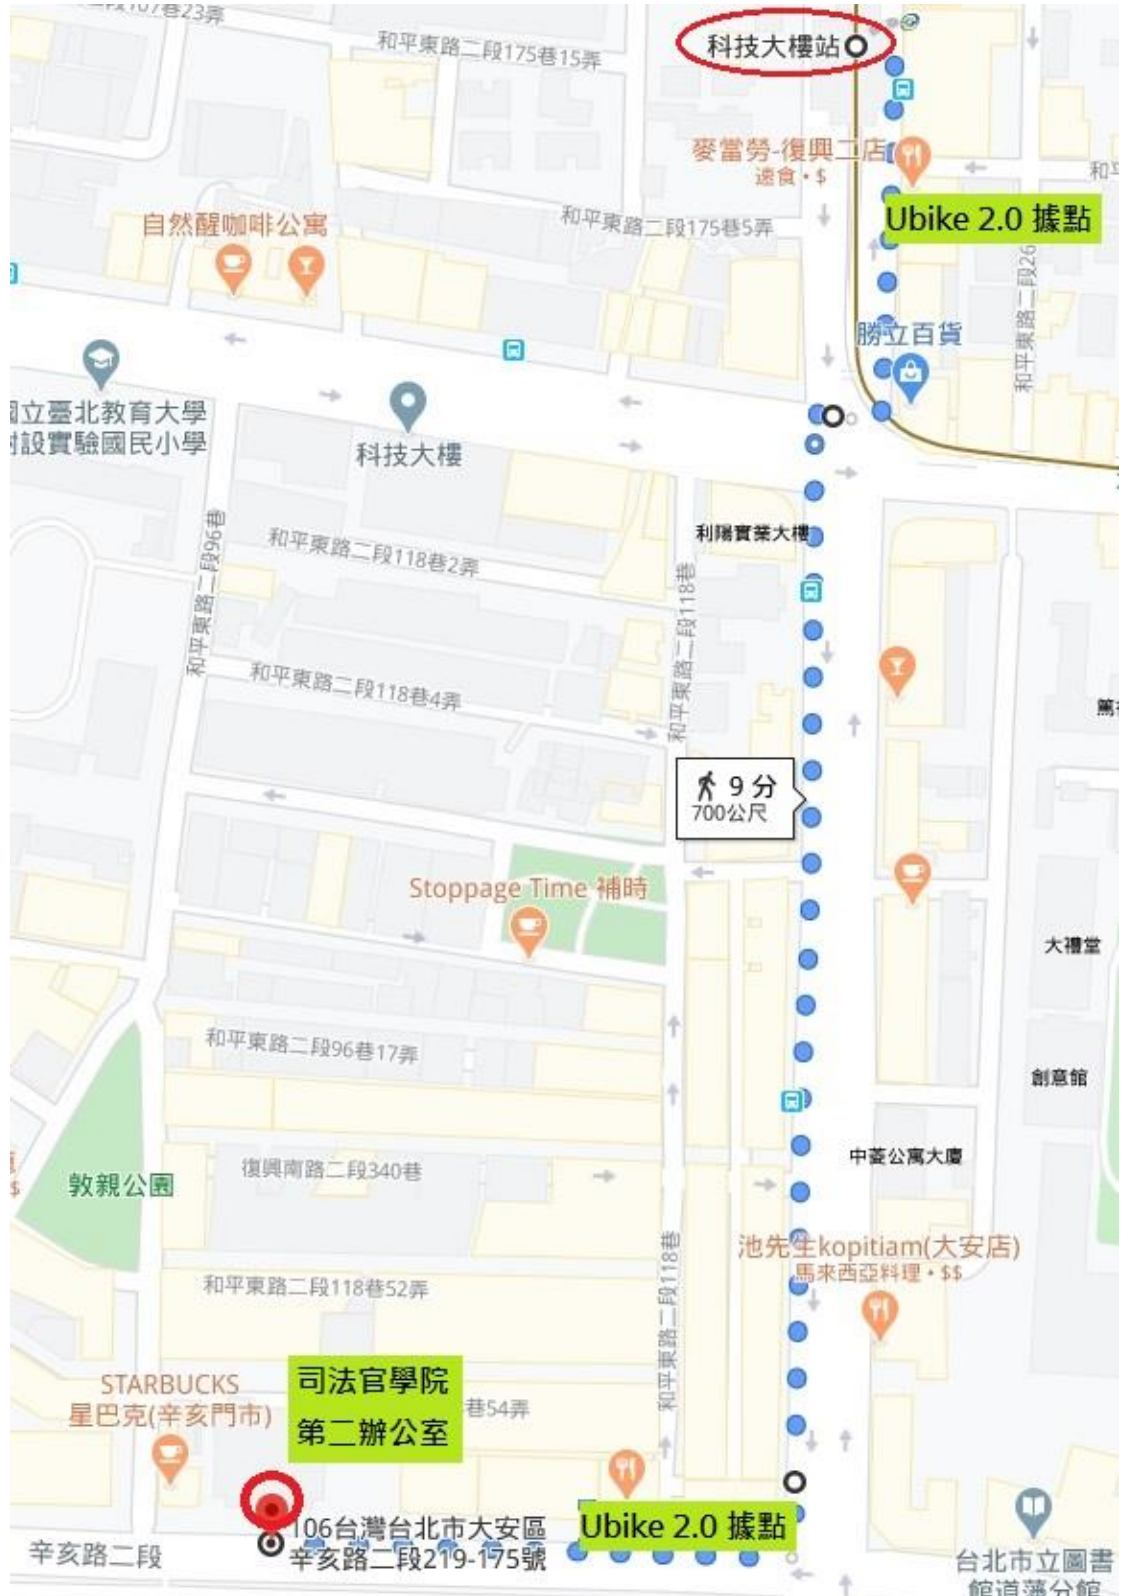 段107巷23弄
和平東路二段175巷15弄
科技大樓站
麥當勞-復興二店
速食・$
Ubike 2.0 據點
和平東路二段175巷5弄
自然醒咖啡公寓
和平東路二段26
勝立百貨
立臺北教育大學
設實驗國民小學
科技大樓
利陽實業大樓
和平東路二段96巷
和平東路二段118巷2弄
和平東路二段118巷
和平東路二段118巷4弄
9 分
700公尺
Stoppage Time 補時
大禮堂
和平東路二段96巷17弄
創意館
中菱公寓大廈
復興南路二段340巷
敦親公園
$
池先生kopitiam(大安店)
馬來西亞料理・$$
和平東路二段118巷52弄
和平東路二段118巷
司法官學院
第二辦公室
STARBUCKS
星巴克(辛亥門市)
巷54弄
Ubike 2.0 據點
106台灣台北市大安區
辛亥路二段219-175號
辛亥路二段
台北市立圖書
館道藩分館